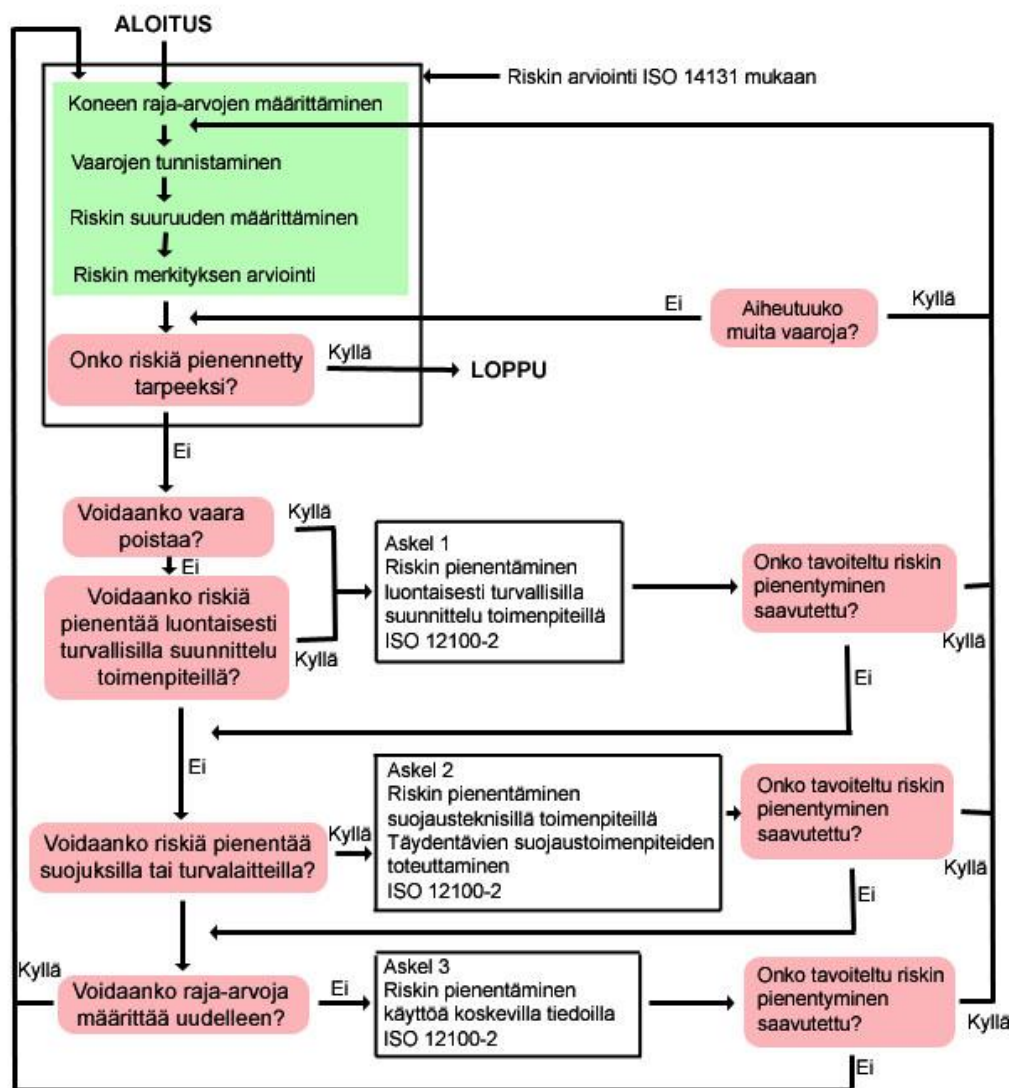 ALOITUS
Riskin arviointi ISO 14131 mukaan
Koneen raja-arvojen määrittäminen
Vaarojen tunnistaminen
Riskin suuruuden määrittäminen
Riskin merkityksen arviointi
Ei
Aiheutuuko
muita vaaroja?
Kyllä
Onko riskiä pienennetty
tarpeeksi?
Kyllä
LOPPU
Ei
Voidaanko vaara
poistaa?
Kyllä
Ei
Voidaanko riskiä
pienentää luontaisesti
turvallisilla suunnittelu
toimenpiteillä?
Kyllä
Askel 1
Riskin pienentäminen
luontaisesti turvallisilla
suunnittelu toimenpiteillä
ISO 12100-2
Onko tavoiteltu riskin
pienentyminen
saavutettu?
Kyllä
Ei
Ei
Voidaanko riskiä pienentää
suojuksilla tai turvalaitteilla?
Kyllä
Askel 2
Riskin pienentäminen
suojausteknisillä toimenpiteillä
Täydentävien suojaustoimenpiteiden
toteuttaminen
ISO 12100-2
Onko tavoiteltu riskin
pienentyminen
saavutettu?
Kyllä
Ei
Kyllä
Voidaanko raja-arvoja
määrittää uudelleen?
Ei
Askel 3
Riskin pienentäminen
käyttöä koskevilla tiedoilla
ISO 12100-2
Onko tavoiteltu riskin
pienentyminen
saavutettu?
Kyllä
Ei